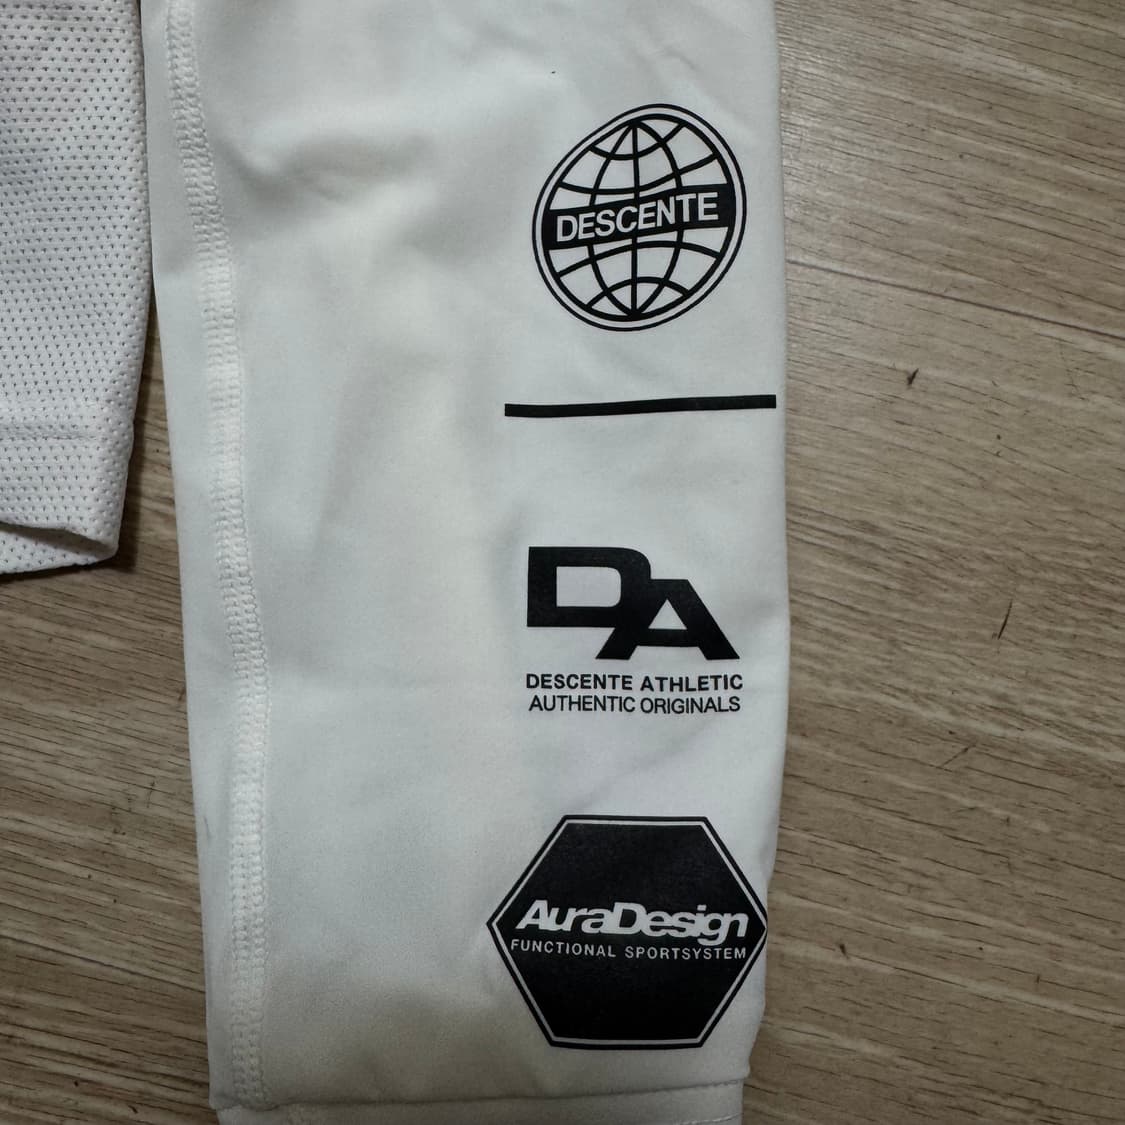 DESCENTE
DA
DESCENTE ATHLETIC
AUTHENTIC ORIGINALS
AuraDesign
FUNCTIONAL SPORTSYSTEM